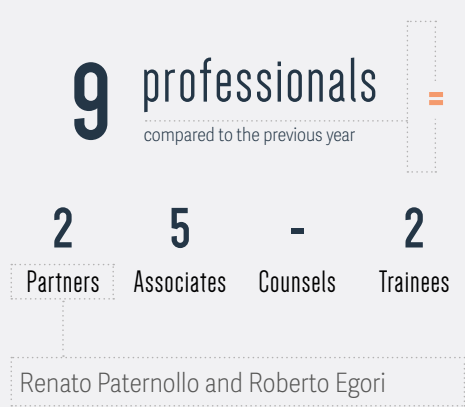 9 professionals
compared to the previous year =
2 5 - 2
Partners Associates Counsels Trainees
Renato Paternollo and Roberto Egori